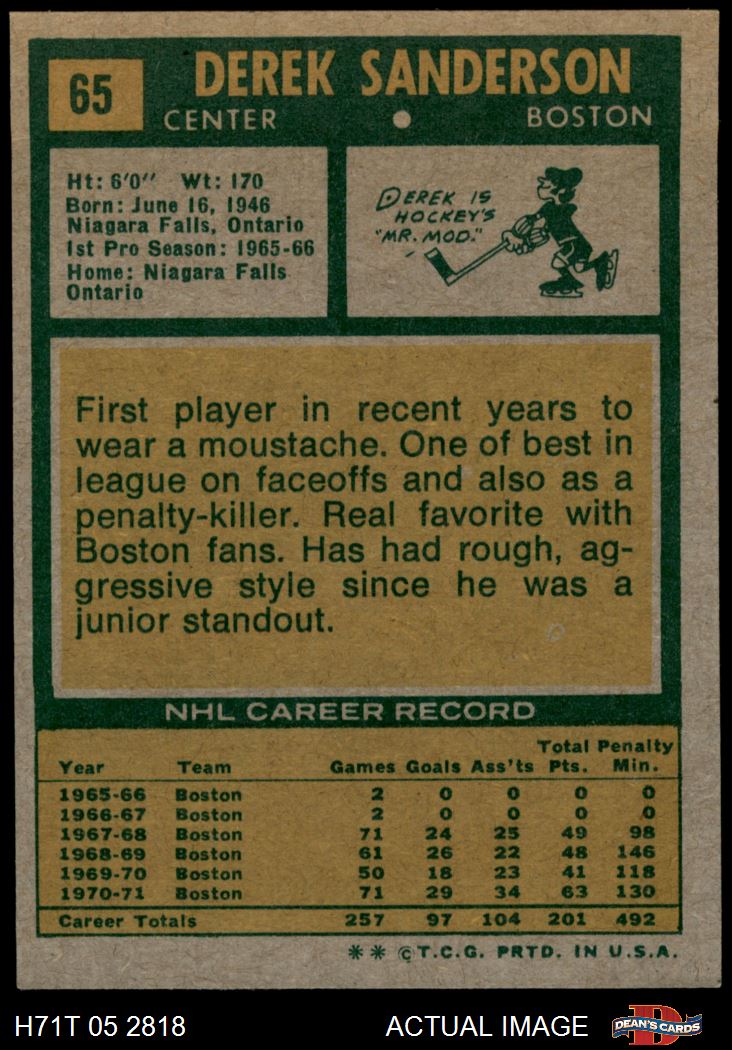 65
DEREK SANDERSON
CENTER
BOSTON
Ht: 6'0" Wt: 170
Born: June 16, 1946
Niagara Falls, Ontario
1st Pro Season: 1965-66
Home: Niagara Falls
Ontario
DEREK IS
HOCKEY'S
"MR. MOD."
First player in recent years to
wear a moustache. One of best in
league on faceoffs and also as a
penalty-killer. Real favorite with
Boston fans. Has had rough, ag-
gressive style since he was a
junior standout.
NHL CAREER RECORD
Total Penalty
Year Team Games Goals Ass'ts Pts. Min.
1965-66 Boston 2 0 0 0 0
1966-67 Boston 2 0 0 0 0
1967-68 Boston 71 24 25 49 98
1968-69 Boston 61 26 22 48 146
1969-70 Boston 50 18 23 41 118
1970-71 Boston 71 29 34 63 130
Career Totals 257 97 104 201 492
** © T.C.G. PRTD. IN U.S.A.
H71T 05 2818
ACTUAL IMAGE
D
DEAN'S CARDS